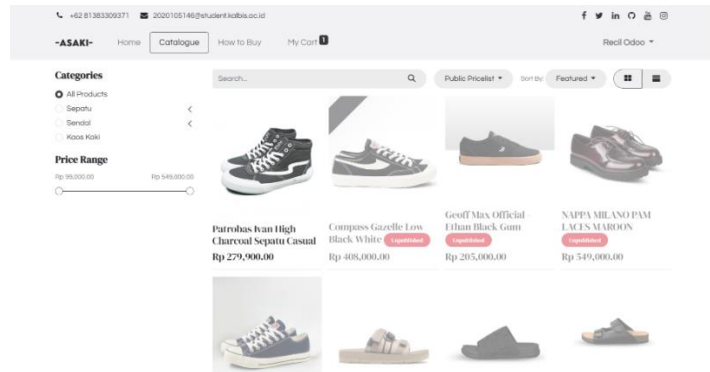 +62 81383309371 2020105146@student.kalbis.ac.id
-ASAKI- Home Catalogue How to Buy My Cart 1 Recil Odoo
Categories
Search... Public Pricelist Sort By: Featured
All Products
Sepatu
Sendal
Kaos Kaki
Price Range
Rp 99,000.00 Rp 549,000.00
Patrobas Ivan High
Charcoal Sepatu Casual
Rp 279,900.00
Compass Gazelle Low
Black White Unpublished
Rp 408,000.00
Geoff Max Official -
Ethan Black Gum
Unpublished
Rp 205,000.00
NAPPA MILANO PAM
LACES MAROON
Unpublished
Rp 549,000.00